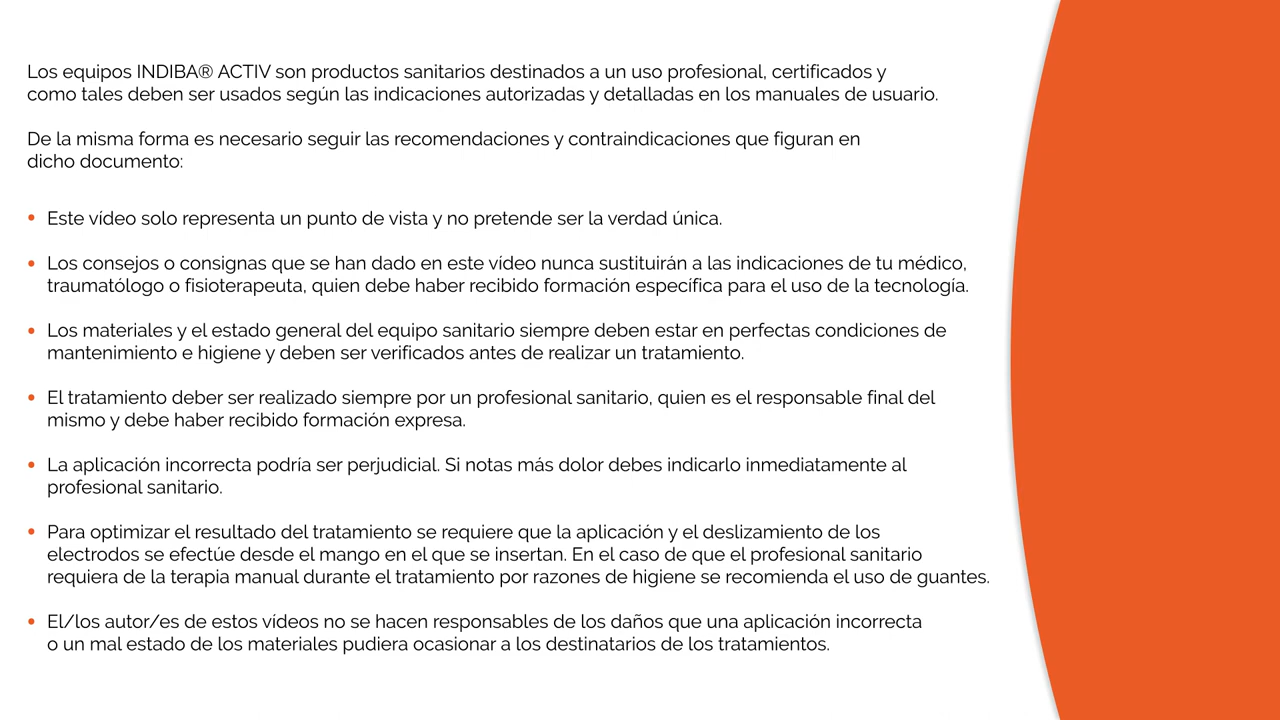 Los equipos INDIBA® ACTIV son productos sanitarios destinados a un uso profesional, certificados y
como tales deben ser usados según las indicaciones autorizadas y detalladas en los manuales de usuario.
De la misma forma es necesario seguir las recomendaciones y contraindicaciones que figuran en
dicho documento:
• Este vídeo solo representa un punto de vista y no pretende ser la verdad única.
• Los consejos o consignas que se han dado en este vídeo nunca sustituirán a las indicaciones de tu médico,
traumatólogo o fisioterapeuta, quien debe haber recibido formación específica para el uso de la tecnología.
• Los materiales y el estado general del equipo sanitario siempre deben estar en perfectas condiciones de
mantenimiento e higiene y deben ser verificados antes de realizar un tratamiento.
• El tratamiento deber ser realizado siempre por un profesional sanitario, quien es el responsable final del
mismo y debe haber recibido formación expresa.
• La aplicación incorrecta podría ser perjudicial. Si notas más dolor debes indicarlo inmediatamente al
profesional sanitario.
• Para optimizar el resultado del tratamiento se requiere que la aplicación y el deslizamiento de los
electrodos se efectúe desde el mango en el que se insertan. En el caso de que el profesional sanitario
requiera de la terapia manual durante el tratamiento por razones de higiene se recomienda el uso de guantes.
• El/los autor/es de estos vídeos no se hacen responsables de los daños que una aplicación incorrecta
o un mal estado de los materiales pudiera ocasionar a los destinatarios de los tratamientos.